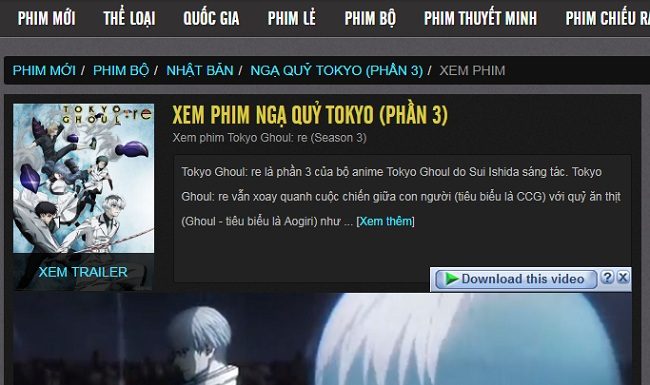 PHIM MỚI THỂ LOẠI QUỐC GIA PHIM LẺ PHIM BỘ PHIM THUYẾT MINH PHIM CHIẾU RẠ
PHIM MỚI / PHIM BỘ / NHẬT BẢN / NGẠ QUỶ TOKYO (PHẦN 3) / XEM PHIM
TOKYO GHOUL:re
XEM PHIM NGẠ QUỶ TOKYO (PHẦN 3)
Xem phim Tokyo Ghoul: re (Season 3)
Tokyo Ghoul: re là phần 3 của bộ anime Tokyo Ghoul do Sui Ishida sáng tác. Tokyo
Ghoul: re vẫn xoay quanh cuộc chiến giữa con người (tiêu biểu là CCG) với quỷ ăn thịt
(Ghoul - tiêu biểu là Aogiri) như ... [Xem thêm]
XEM TRAILER
Download this video ? X